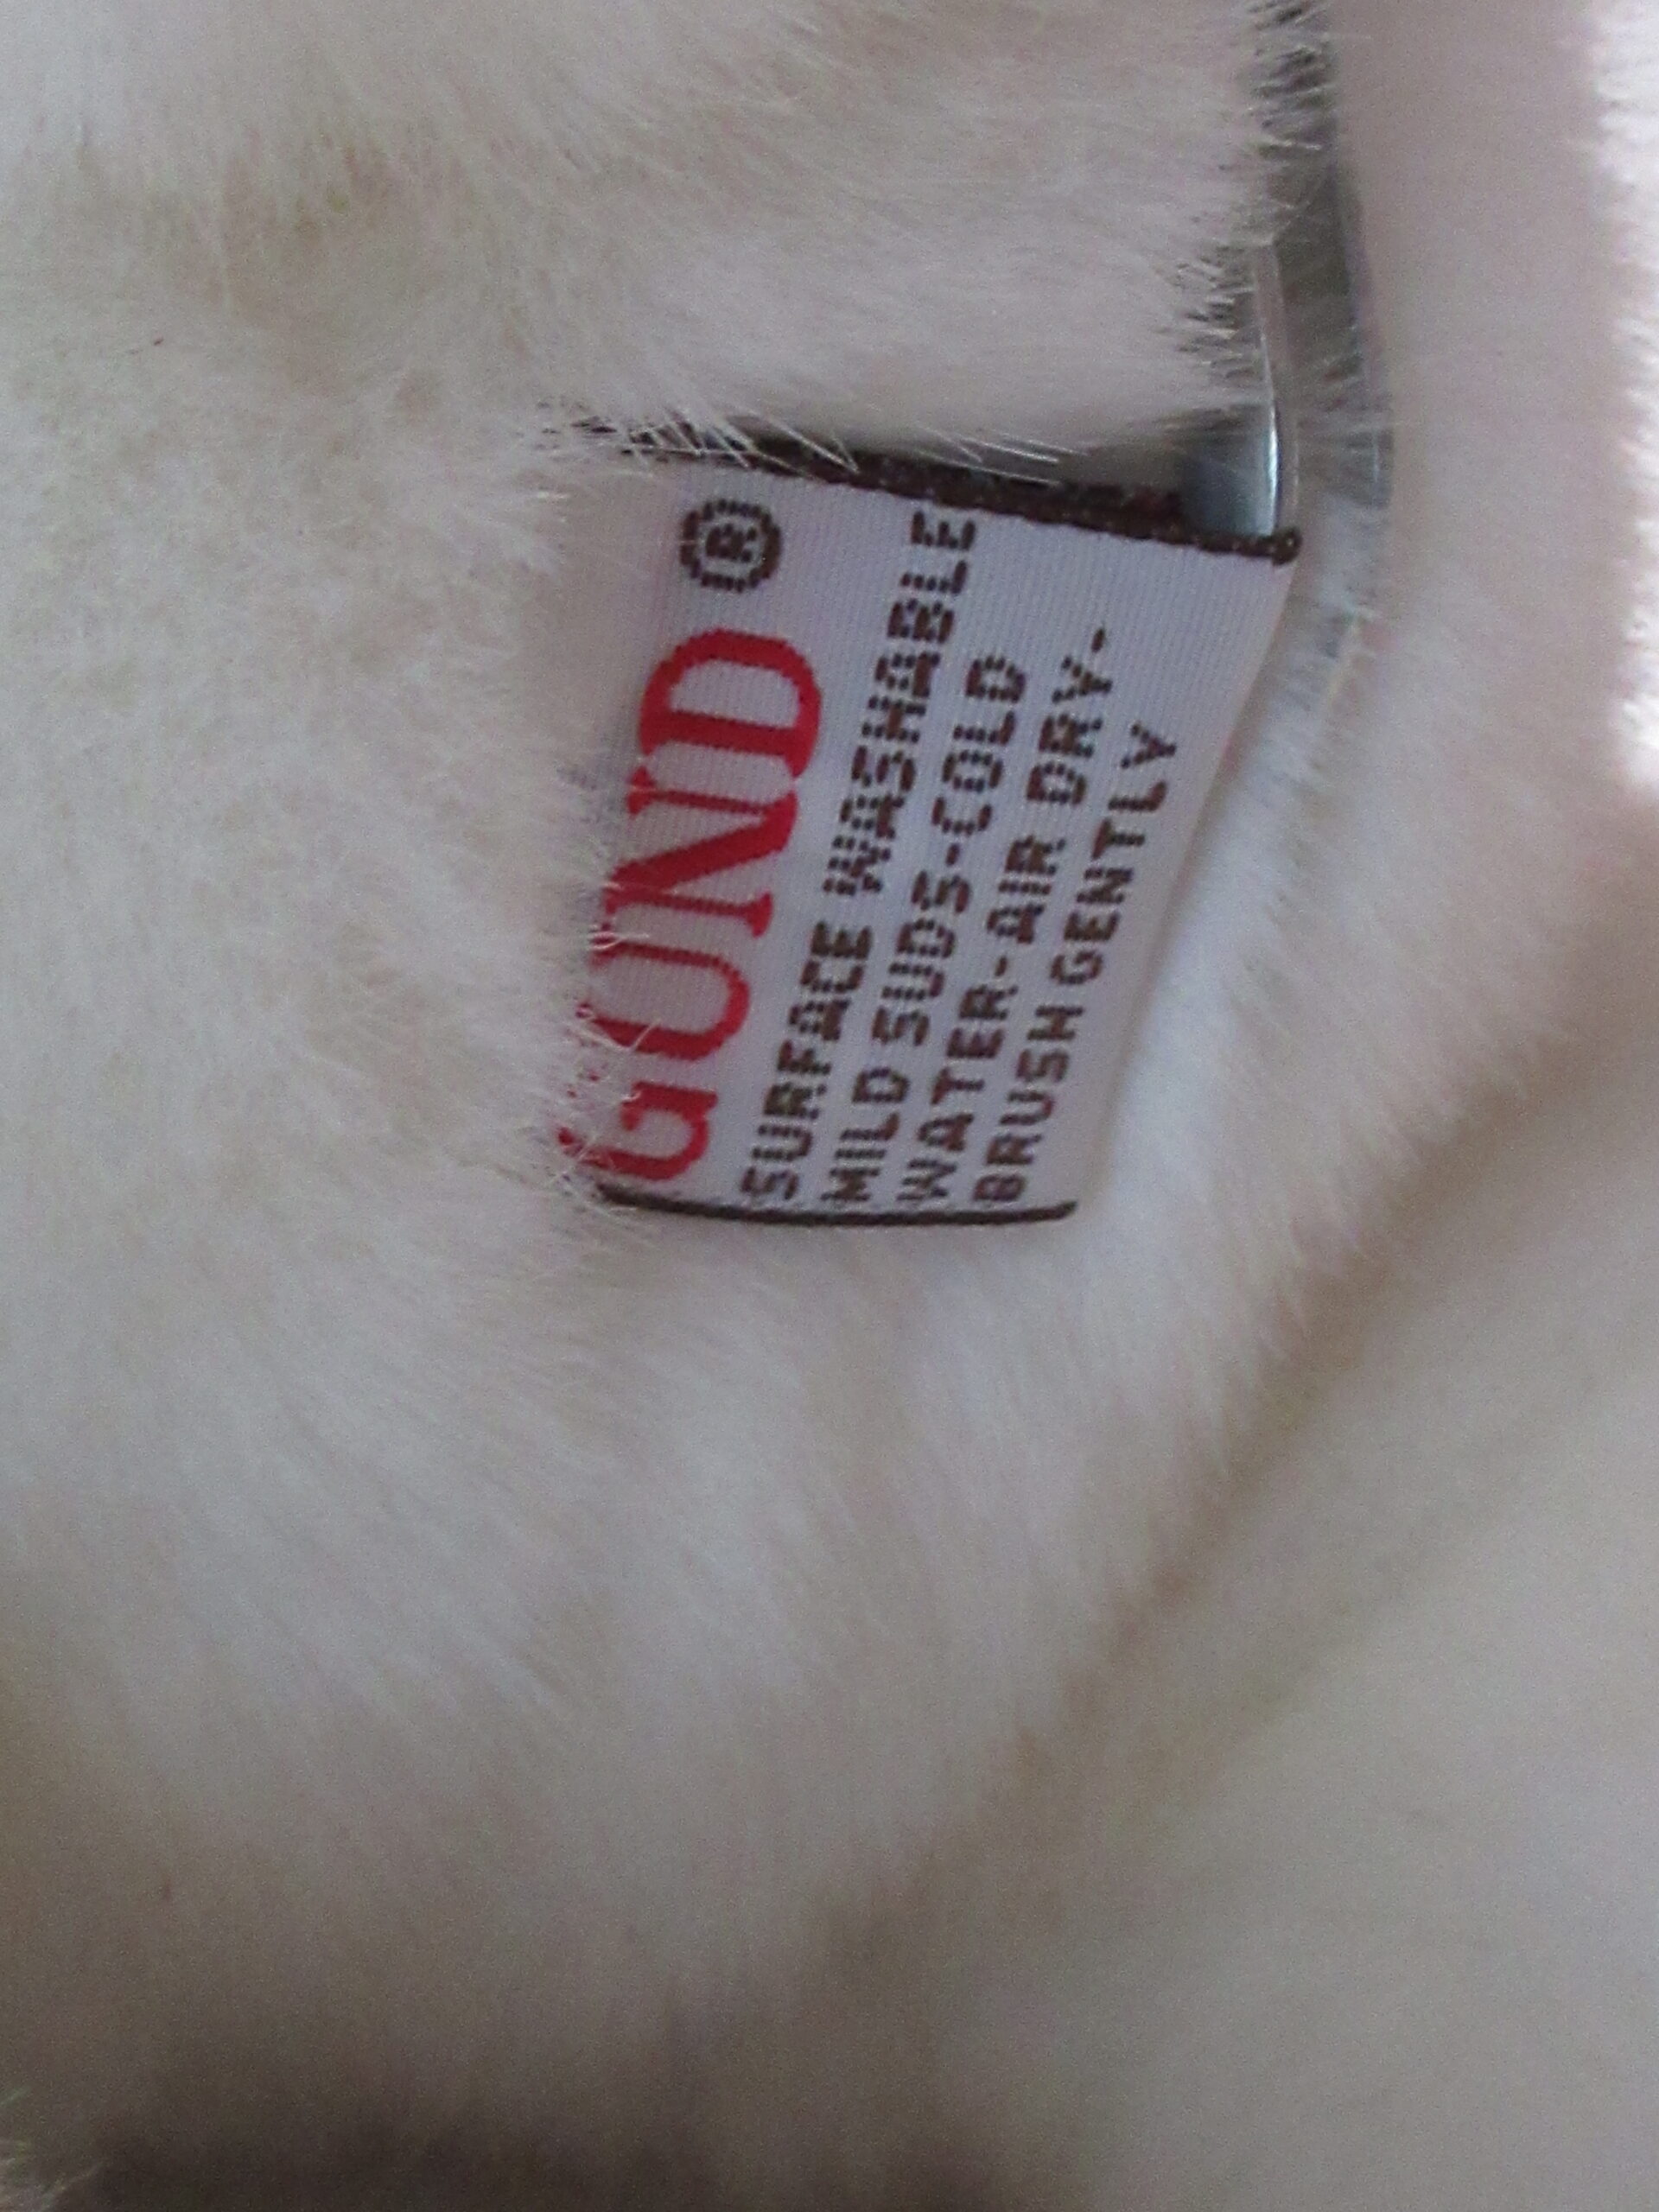 GUND ®
SURFACE WASHABLE
MILD SUDS-COLD
WATER-AIR DRY-
BRUSH GENTLY